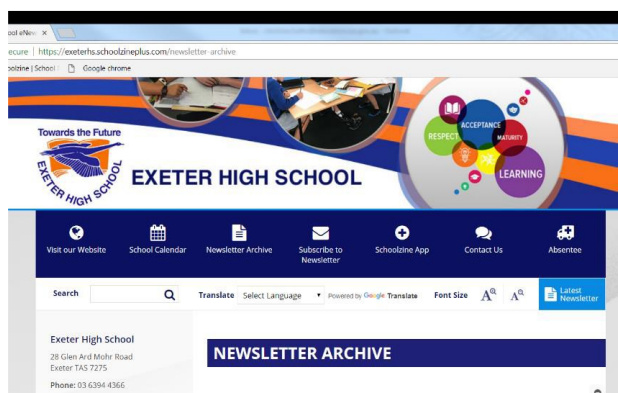 ool eNew
ecure | https://exeterhs.schoolzineplus.com/newsletter-archive
oolzine | School
Google chrome
Towards the Future
EXETER HIGH SCHOOL
EXETER HIGH SCHOOL
RESPECT
ACCEPTANCE
MATURITY
LEARNING
Visit our Website
School Calendar
Newsletter Archive
Subscribe to
Newsletter
Schoolzine App
Contact Us
Absentee
Search
Translate
Select Language
Powered by Google Translate
Font Size
A
A
Latest
Newsletter
Exeter High School
28 Glen Ard Mohr Road
Exeter TAS 7275
Phone: 03 6394 4366
NEWSLETTER ARCHIVE